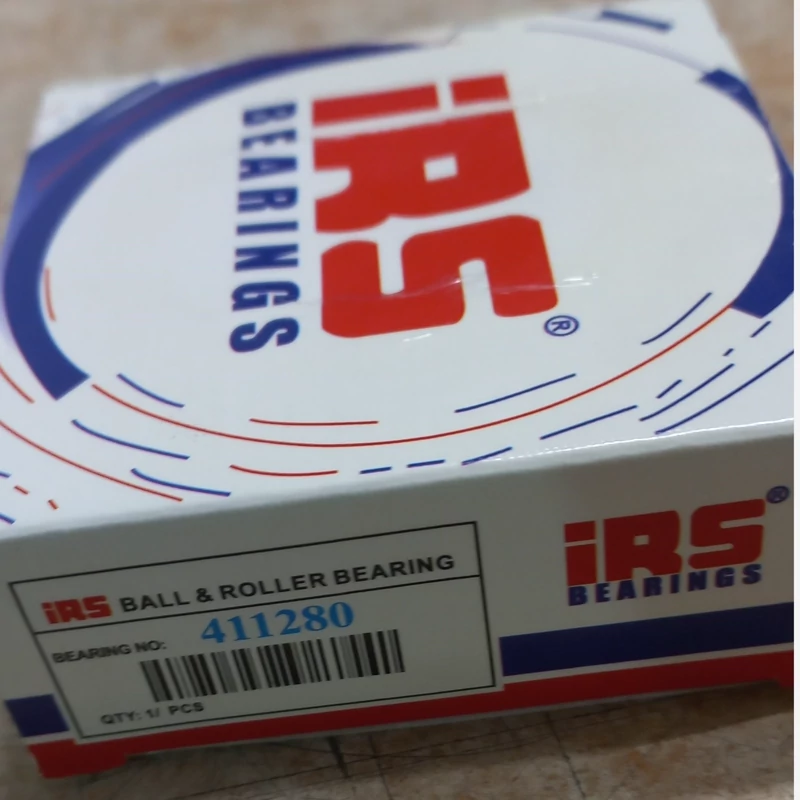 iRS
BEARINGS
®
iRS BALL & ROLLER BEARING
BEARING NO: 411280
QTY: 1/ PCS
iRS®
BEARINGS